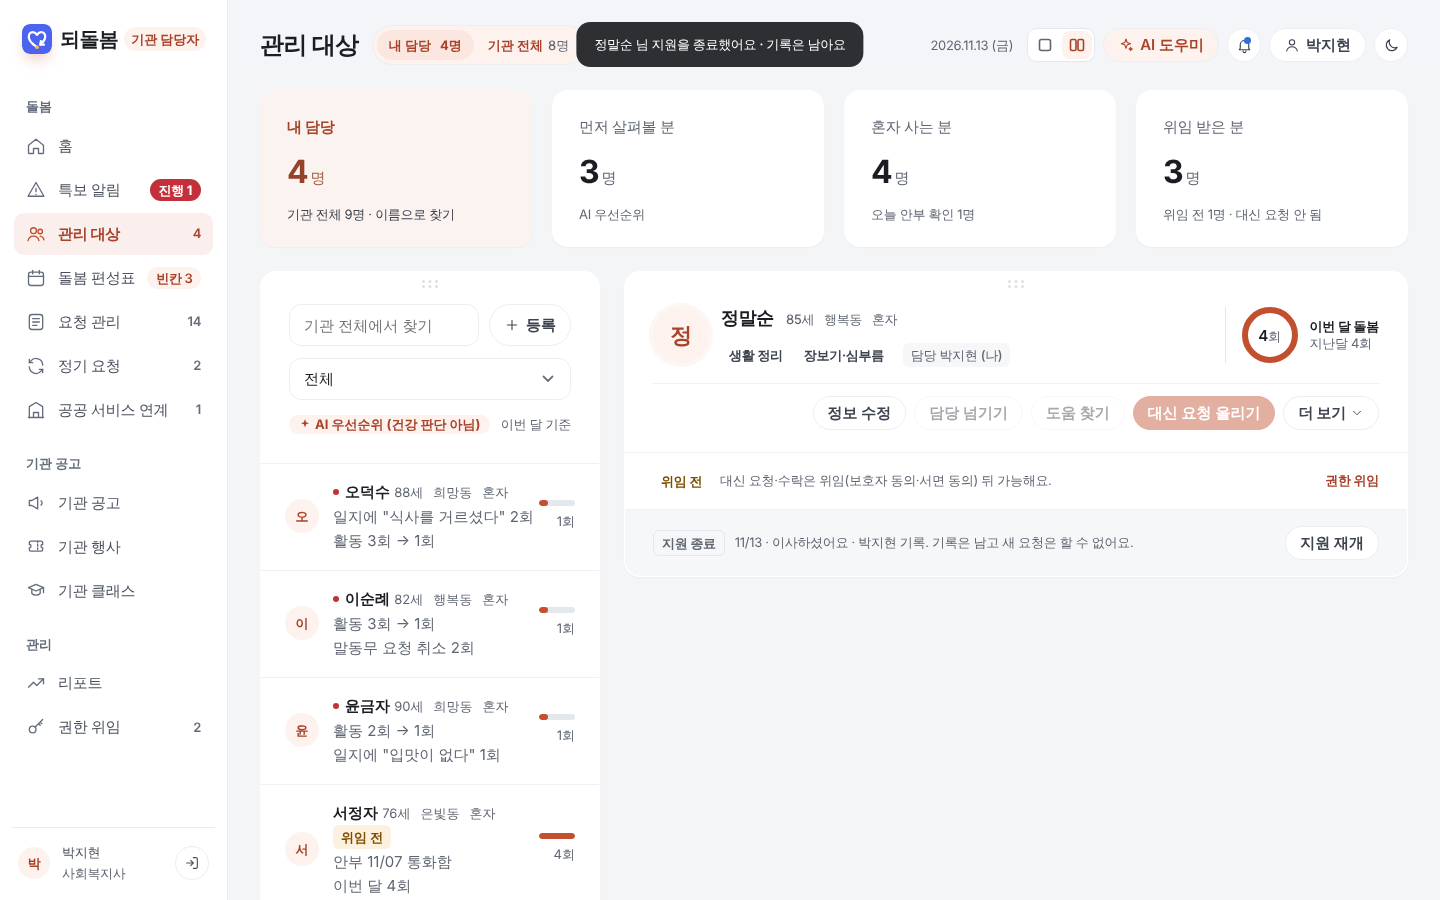 되돌봄 기관 담당자
돌봄
홈
특보 알림 진행 1
관리 대상 4
돌봄 편성표 빈칸 3
요청 관리 14
정기 요청 2
공공 서비스 연계 1
기관 공고
기관 공고
기관 행사
기관 클래스
관리
리포트
권한 위임 2
박 박지현
사회복지사
관리 대상 내 담당 4명 기관 전체 8명
정말순 님 지원을 종료했어요 · 기록은 남아요
2026.11.13 (금) AI 도우미 박지현
내 담당
4명
기관 전체 9명 · 이름으로 찾기
먼저 살펴볼 분
3명
AI 우선순위
혼자 사는 분
4명
오늘 안부 확인 1명
위임 받은 분
3명
위임 전 1명 · 대신 요청 안 됨
기관 전체에서 찾기 등록
전체
AI 우선순위 (건강 판단 아님) 이번 달 기준
오 오덕수 88세 희망동 혼자
일지에 "식사를 거르셨다" 2회
활동 3회 → 1회
1회
이 이순례 82세 행복동 혼자
활동 3회 → 1회
말동무 요청 취소 2회
1회
윤 윤금자 90세 희망동 혼자
활동 2회 → 1회
일지에 "입맛이 없다" 1회
1회
서 서정자 76세 은빛동 혼자
위임 전
안부 11/07 통화함
이번 달 4회
4회
정 정말순 85세 행복동 혼자
생활 정리 장보기·심부름 담당 박지현 (나)
4회 이번 달 돌봄
지난달 4회
정보 수정 담당 넘기기 도움 찾기 대신 요청 올리기 더 보기
위임 전 대신 요청·수락은 위임(보호자 동의·서면 동의) 뒤 가능해요. 권한 위임
지원 종료 11/13 · 이사하셨어요 · 박지현 기록. 기록은 남고 새 요청은 할 수 없어요. 지원 재개